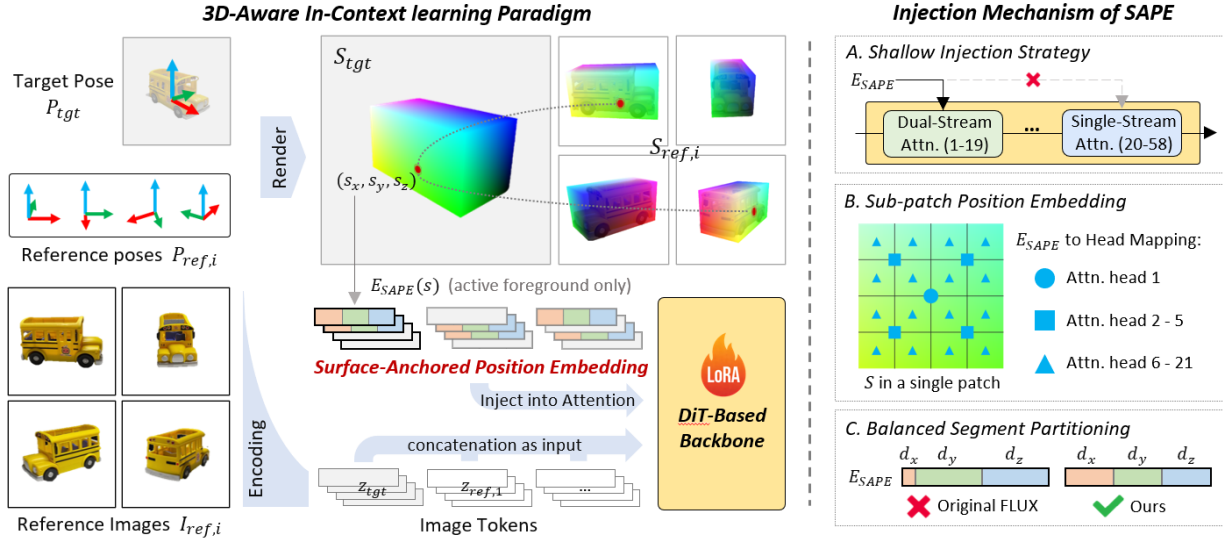 3D-Aware In-Context learning Paradigm
Target Pose
P_tgt
Reference poses P_ref,i
Reference Images I_ref,i
Render
Encoding
S_tgt
(s_x, s_y, s_z)
S_ref,i
E_SAPE(s) (active foreground only)
Surface-Anchored Position Embedding
Inject into Attention
concatenation as input
z_tgt
z_ref,1
...
Image Tokens
LoRA
DiT-Based
Backbone
Injection Mechanism of SAPE
A. Shallow Injection Strategy
E_SAPE
Dual-Stream
Attn. (1-19)
...
Single-Stream
Attn. (20-58)
B. Sub-patch Position Embedding
E_SAPE to Head Mapping:
Attn. head 1
Attn. head 2 - 5
Attn. head 6 - 21
S in a single patch
C. Balanced Segment Partitioning
d_x d_y d_z
d_x d_y d_z
E_SAPE
Original FLUX
Ours